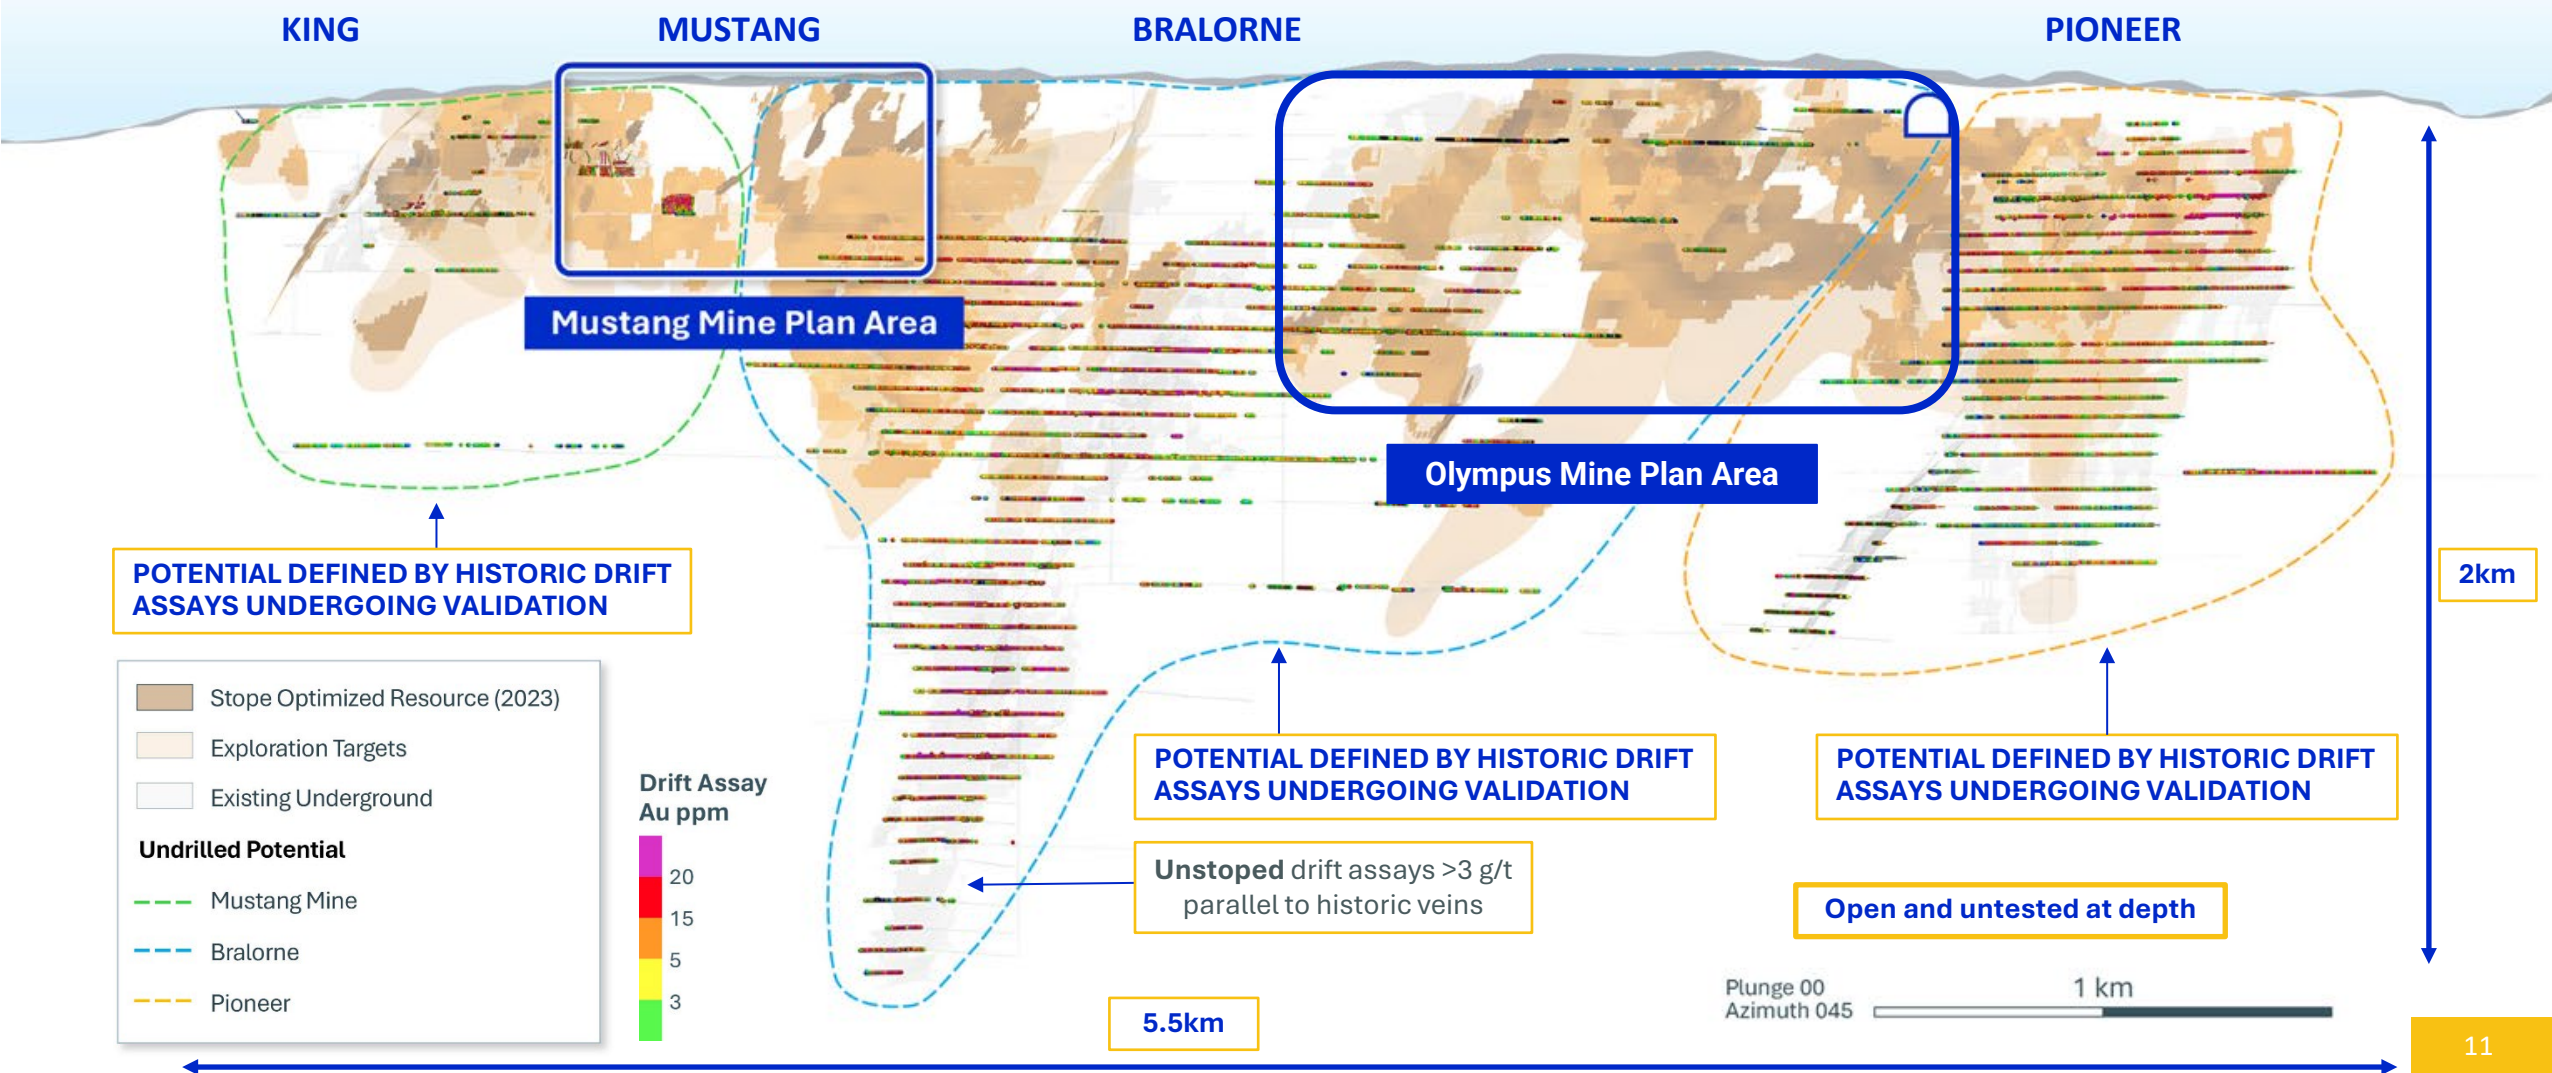 KING
MUSTANG
BRALORNE
PIONEER
Mustang Mine Plan Area
Olympus Mine Plan Area
2km
POTENTIAL DEFINED BY HISTORIC DRIFT
ASSAYS UNDERGOING VALIDATION
Stope Optimized Resource (2023)
Exploration Targets
Existing Underground
Undrilled Potential
Mustang Mine
Bralorne
Pioneer
Drift Assay
Au ppm
20
15
5
3
POTENTIAL DEFINED BY HISTORIC DRIFT
ASSAYS UNDERGOING VALIDATION
Unstoped drift assays >3 g/t
parallel to historic veins
POTENTIAL DEFINED BY HISTORIC DRIFT
ASSAYS UNDERGOING VALIDATION
Open and untested at depth
Plunge 00
Azimuth 045
1 km
5.5km
11